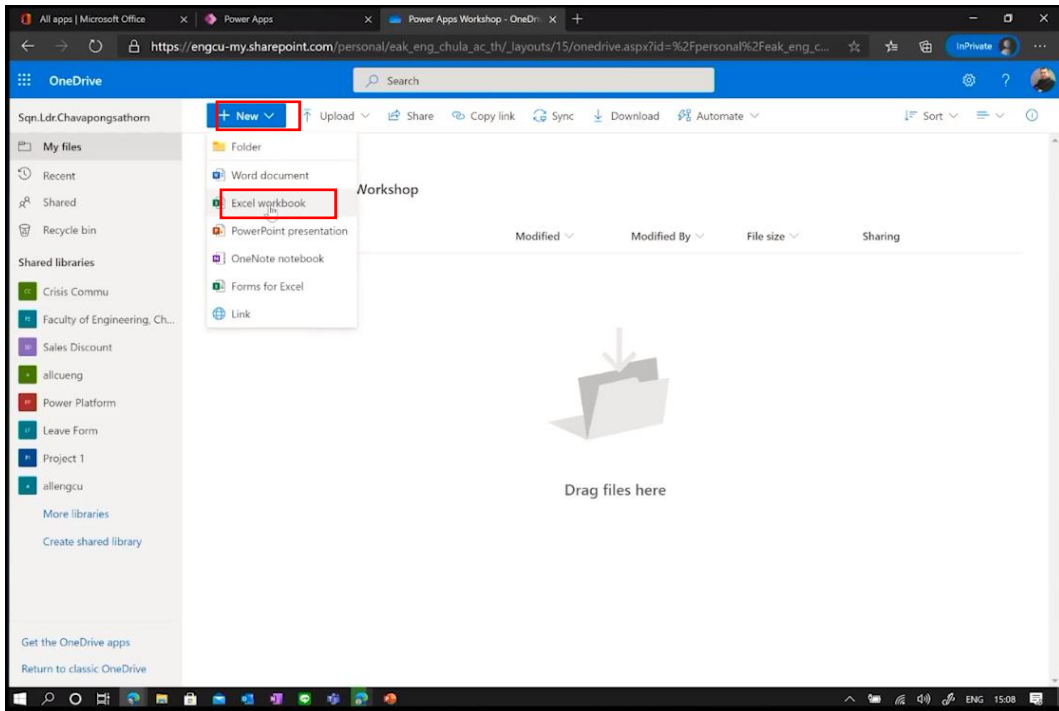 All apps | Microsoft Office
Power Apps
Power Apps Workshop - OneDri
https://engcu-my.sharepoint.com/personal/eak_eng_chula_ac_th/_layouts/15/onedrive.aspx?id=%2Fpersonal%2Feak_eng_c...
InPrivate
OneDrive
Search
Sqn.Ldr.Chavapongsathorn
New
Upload
Share
Copy link
Sync
Download
Automate
Sort
My files
Recent
Shared
Recycle bin
Shared libraries
Crisis Commu
Faculty of Engineering, Ch...
Sales Discount
allcueng
Power Platform
Leave Form
Project 1
allengcu
More libraries
Create shared library
Get the OneDrive apps
Return to classic OneDrive
Folder
Word document
Excel workbook
PowerPoint presentation
OneNote notebook
Forms for Excel
Link
Workshop
Modified
Modified By
File size
Sharing
Drag files here
ENG
15:08